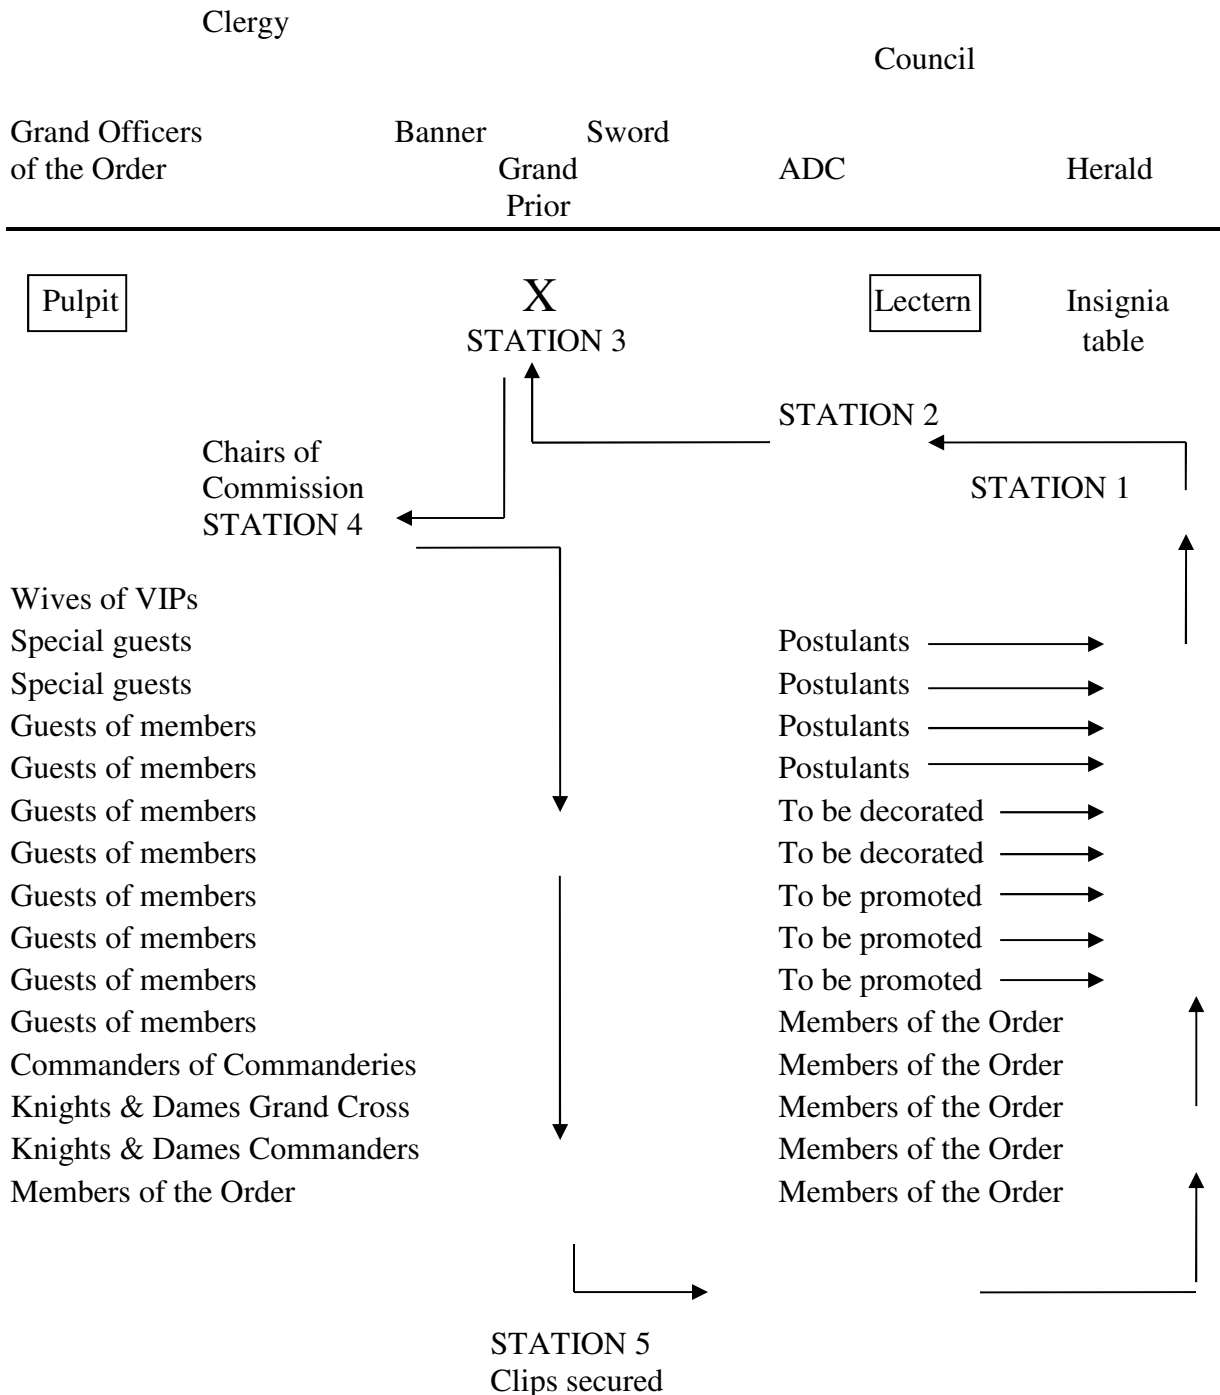 Clergy
Council
Grand Officers Banner Sword
of the Order Grand ADC Herald
Prior
Pulpit X Lectern Insignia
STATION 3 table
STATION 2
Chairs of
Commission STATION 1
STATION 4
Wives of VIPs
Special guests Postulants
Special guests Postulants
Guests of members Postulants
Guests of members Postulants
Guests of members To be decorated
Guests of members To be decorated
Guests of members To be promoted
Guests of members To be promoted
Guests of members To be promoted
Guests of members Members of the Order
Commanders of Commanderies Members of the Order
Knights & Dames Grand Cross Members of the Order
Knights & Dames Commanders Members of the Order
Members of the Order Members of the Order
STATION 5
Clips secured